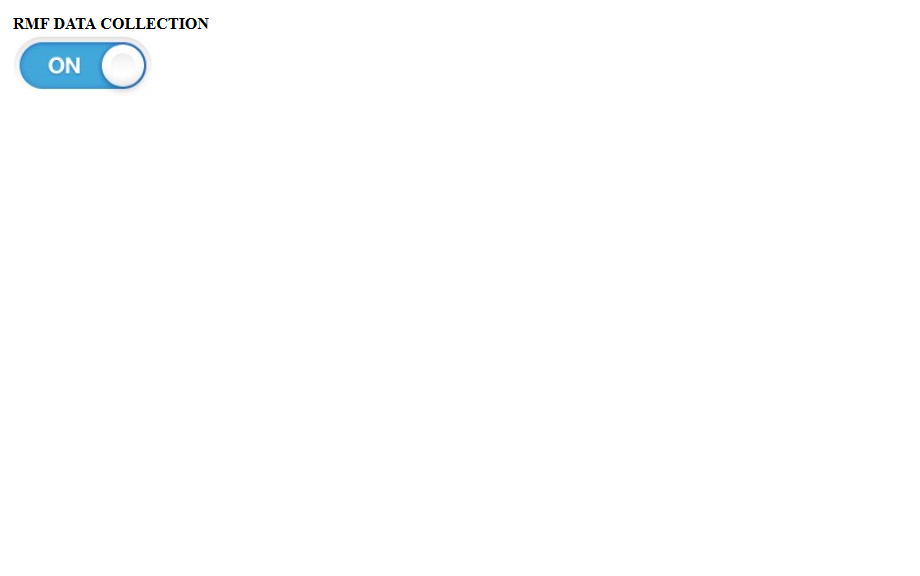 RMF DATA COLLECTION
ON